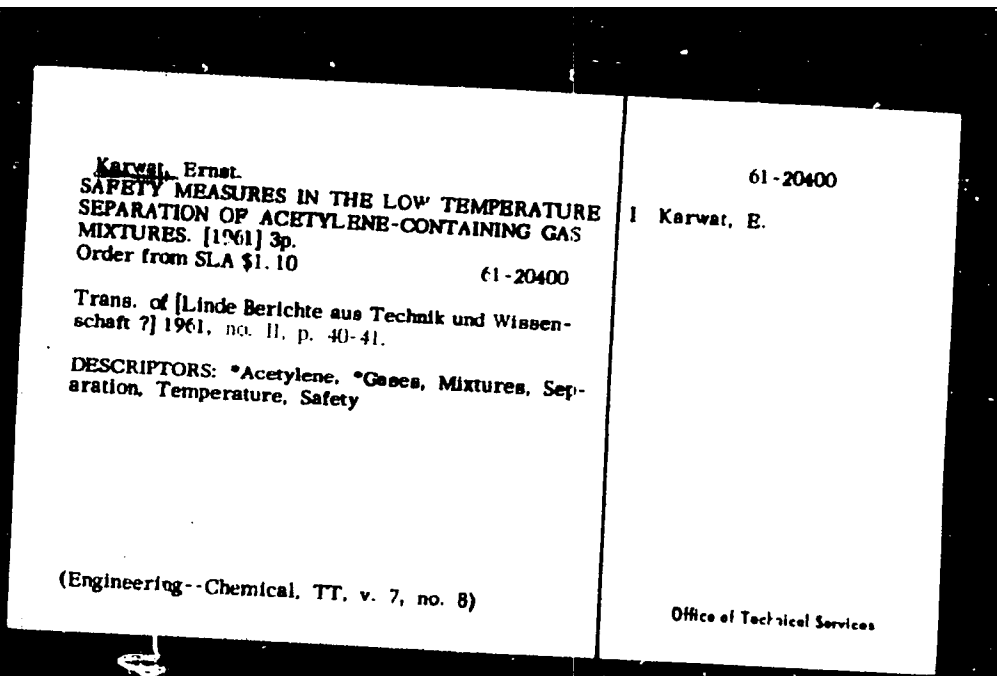 Karwat, Ernst.
SAFETY MEASURES IN THE LOW TEMPERATURE
SEPARATION OF ACETYLENE-CONTAINING GAS
MIXTURES. [1961] 3p.
Order from SLA $1.10
61-20400
Trans. of [Linde Berichte aus Technik und Wissen-
schaft ?] 1961, no. 11, p. 40-41.
DESCRIPTORS: *Acetylene, *Gases, Mixtures, Sep-
aration, Temperature, Safety
(Engineering--Chemical, TT, v. 7, no. 8)
61-20400
I Karwat, E.
Office of Technical Services